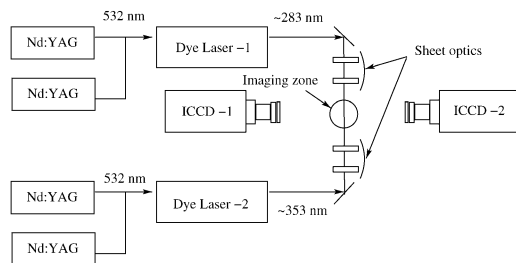 532 nm
~283 nm
Nd:YAG
Dye Laser -1
Sheet optics
Nd:YAG
Imaging zone
ICCD -1
ICCD -2
532 nm
Nd:YAG
Dye Laser -2
~353 nm
Nd:YAG